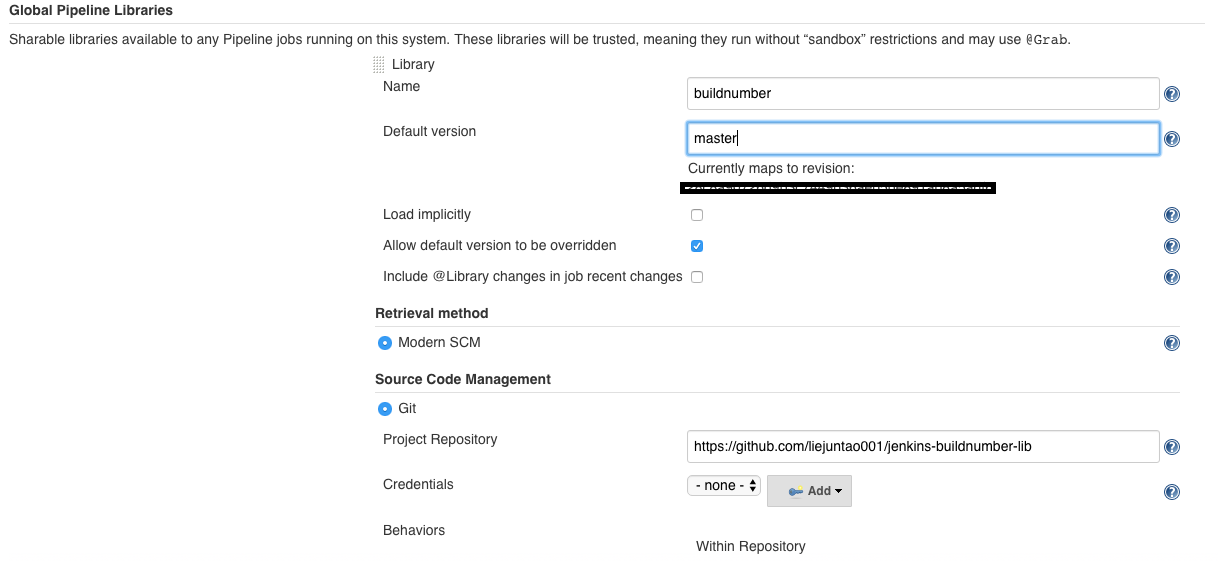 Global Pipeline Libraries
Sharable libraries available to any Pipeline jobs running on this system. These libraries will be trusted, meaning they run without “sandbox” restrictions and may use @Grab.
Library
Name
buildnumber
Default version
master
Currently maps to revision:
Load implicitly
Allow default version to be overridden
Include @Library changes in job recent changes
Retrieval method
Modern SCM
Source Code Management
Git
Project Repository
https://github.com/liejuntao001/jenkins-buildnumber-lib
Credentials
- none -
Add
Behaviors
Within Repository